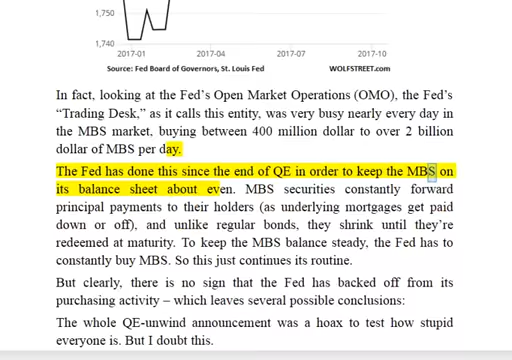 1,750
1,740
2017-01 2017-04 2017-07 2017-10
Source: Fed Board of Governors, St. Louis Fed WOLFSTREET.com
In fact, looking at the Fed’s Open Market Operations (OMO), the Fed’s
“Trading Desk,” as it calls this entity, was very busy nearly every day in
the MBS market, buying between 400 million dollar to over 2 billion
dollar of MBS per day.
The Fed has done this since the end of QE in order to keep the MBS on
its balance sheet about even. MBS securities constantly forward
principal payments to their holders (as underlying mortgages get paid
down or off), and unlike regular bonds, they shrink until they’re
redeemed at maturity. To keep the MBS balance steady, the Fed has to
constantly buy MBS. So this just continues its routine.
But clearly, there is no sign that the Fed has backed off from its
purchasing activity – which leaves several possible conclusions:
The whole QE-unwind announcement was a hoax to test how stupid
everyone is. But I doubt this.